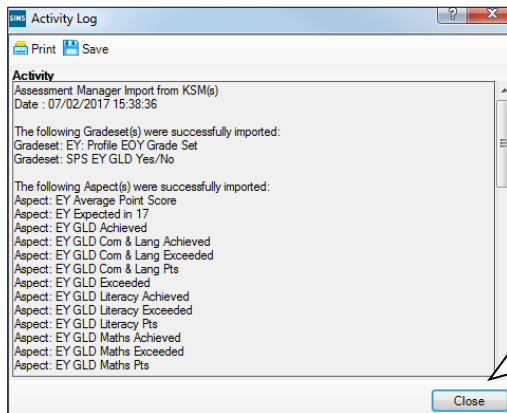 SIMS Activity Log
Print Save
Activity
Assessment Manager Import from KSM(s)
Date : 07/02/2017 15:38:36
The following Gradeset(s) were successfully imported:
Gradeset: EY: Profile EOY Grade Set
Gradeset: SPS EY GLD Yes/No
The following Aspect(s) were successfully imported:
Aspect: EY Average Point Score
Aspect: EY Expected in 17
Aspect: EY GLD Achieved
Aspect: EY GLD Com & Lang Achieved
Aspect: EY GLD Com & Lang Exceeded
Aspect: EY GLD Com & Lang Pts
Aspect: EY GLD Exceeded
Aspect: EY GLD Literacy Achieved
Aspect: EY GLD Literacy Exceeded
Aspect: EY GLD Literacy Pts
Aspect: EY GLD Maths Achieved
Aspect: EY GLD Maths Exceeded
Aspect: EY GLD Maths Pts
Close